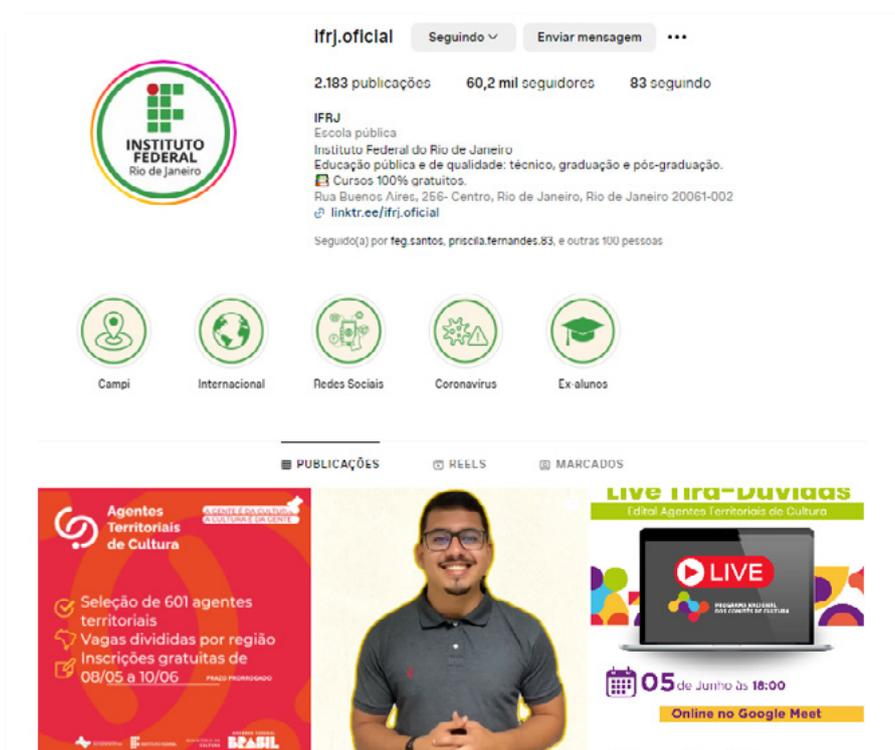 ifrj.oficial
Seguindo
Enviar mensagem
2.183 publicações
60,2 mil seguidores
83 seguindo
INSTITUTO
FEDERAL
Rio de Janeiro
IFRJ
Escola pública
Instituto Federal do Rio de Janeiro
Educação pública e de qualidade: técnico, graduação e pós-graduação.
Cursos 100% gratuitos.
Rua Buenos Aires, 256- Centro, Rio de Janeiro, Rio de Janeiro 20061-002
linktr.ee/ifrj.oficial
Seguido(a) por feg.santos, priscila.fernandes.83, e outras 100 pessoas
Campi
Internacional
Redes Sociais
Coronavírus
Ex-alunos
PUBLICAÇÕES
REELS
MARCADOS
Agentes
Territoriais
de Cultura
A GENTE É DA CULTURA
A CULTURA É DA GENTE
Seleção de 601 agentes
territoriais
Vagas divididas por região
Inscrições gratuitas de
08/05 a 10/06
PRAZO PRORROGADO
INSTITUTO FEDERAL
CULTURA
GOVERNO FEDERAL
BRASIL
Live Tira-Dúvidas
Edital Agentes Territoriais de Cultura
LIVE
PROGRAMA NACIONAL
DOS COMITÊS DE CULTURA
05 de Junho às 18:00
Online no Google Meet